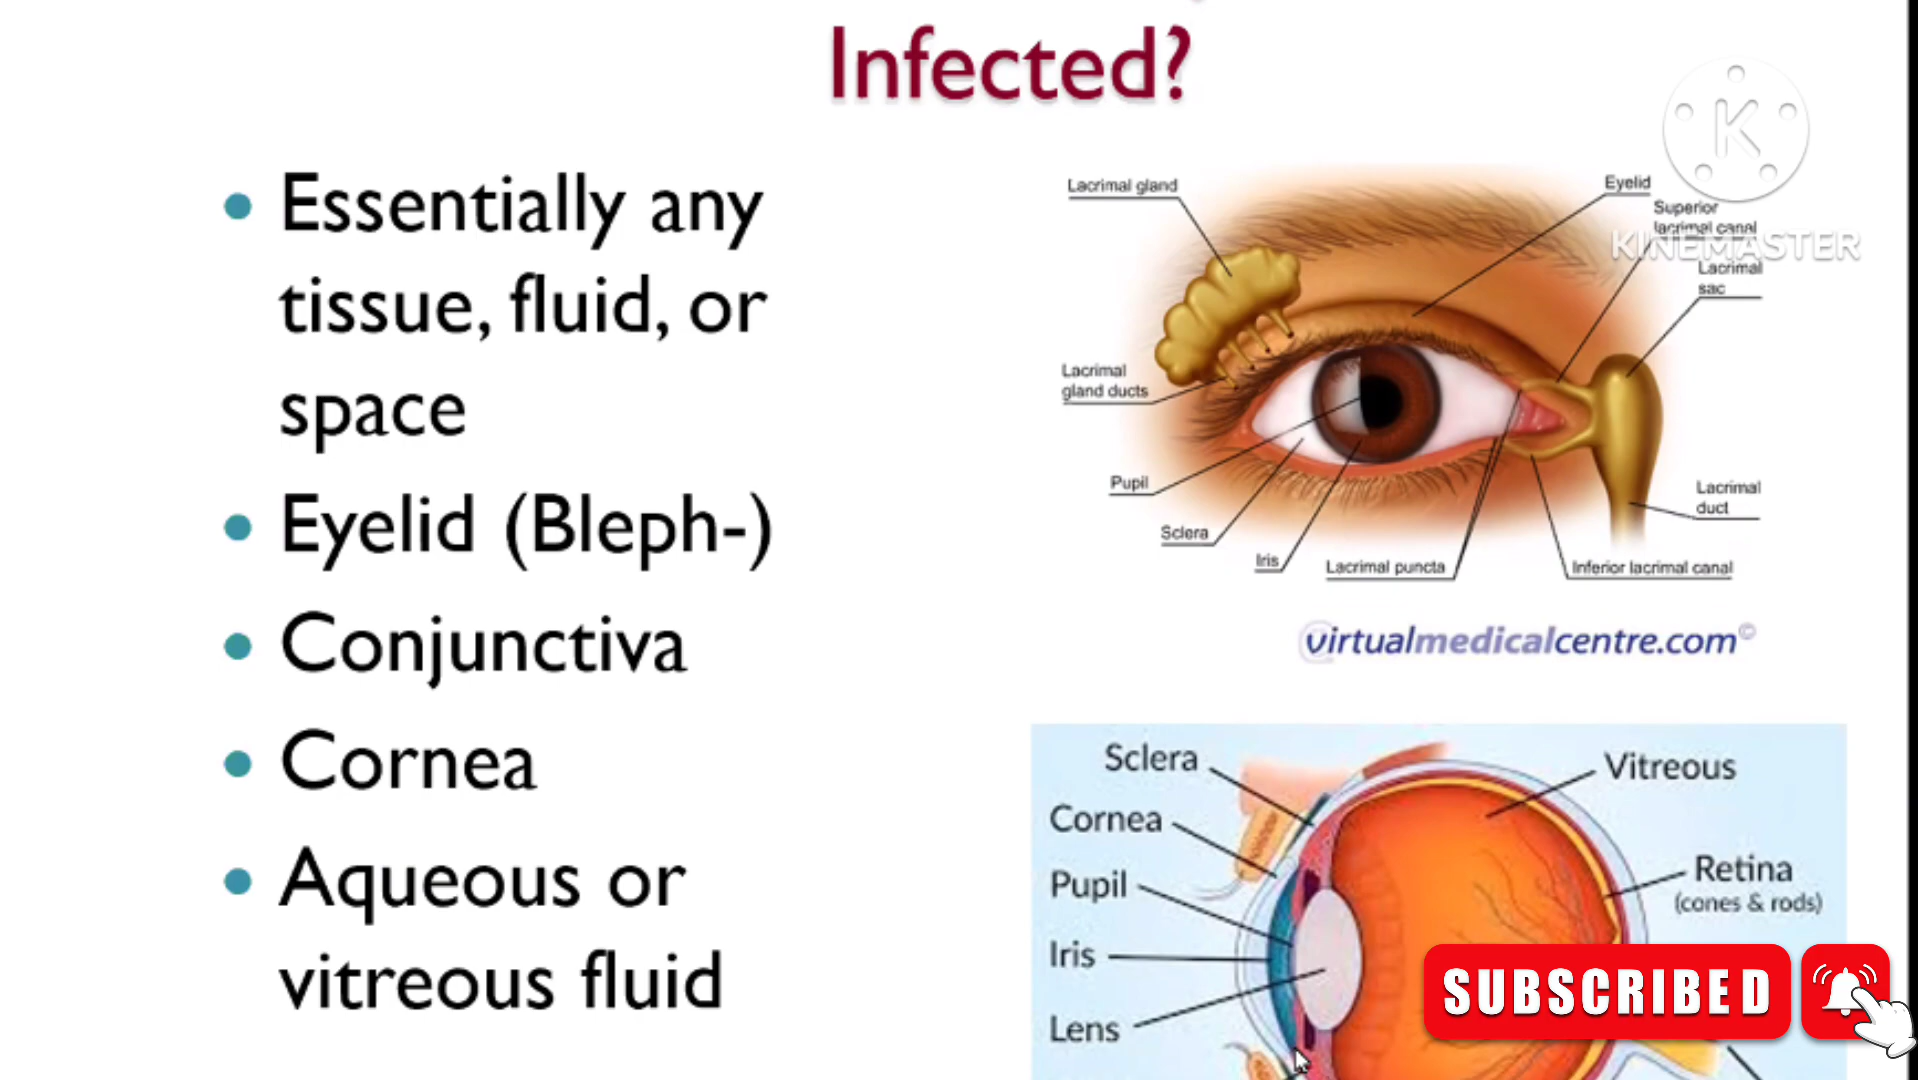 Infected?
Essentially any
tissue, fluid, or
space
Eyelid (Bleph-)
Conjunctiva
Cornea
Aqueous or
vitreous fluid
Lacrimal gland
Eyelid
Superior
lacrimal canal
Lacrimal
sac
Lacrimal
gland ducts
Pupil
Sclera
Iris
Lacrimal puncta
Inferior lacrimal canal
Lacrimal
duct
K
KINEMASTER
virtualmedicalcentre.com©
Sclera
Cornea
Pupil
Iris
Lens
Vitreous
Retina
(cones & rods)
SUBSCRIBED